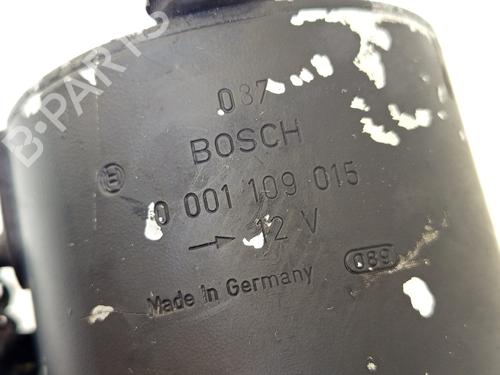 087
BOSCH
0 001 109 015
→ 12 V
Made in Germany
089
B-PARTS